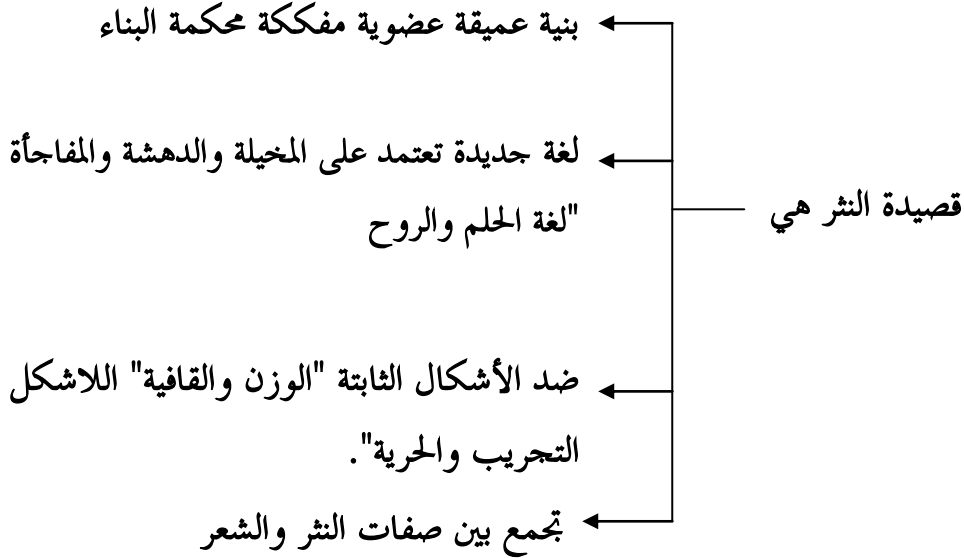 بنية عميقة عضوية مفككة محكمة البناء
لغة جديدة تعتمد على المخيلة والدهشة والمفاجأة
"لغة الحلم والروح
قصيدة النثر هي
ضد الأشكال الثابتة "الوزن والقافية" اللاشكل
التجريب والحرية".
تجمع بين صفات النثر والشعر